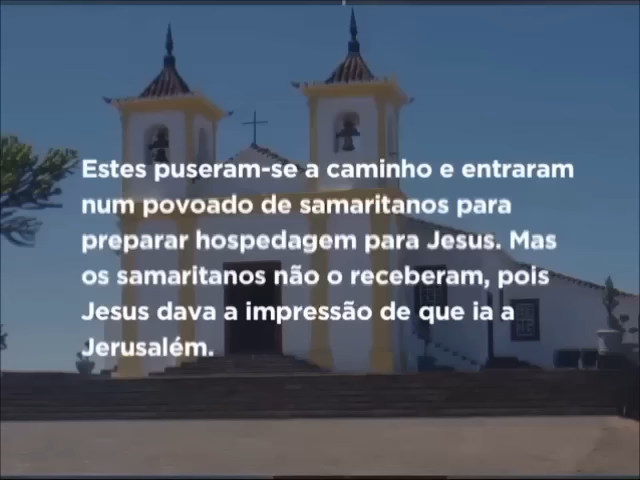 Estes puseram-se a caminho e entraram
num povoado de samaritanos para
preparar hospedagem para Jesus. Mas
os samaritanos não o receberam, pois
Jesus dava a impressão de que ia a
Jerusalém.